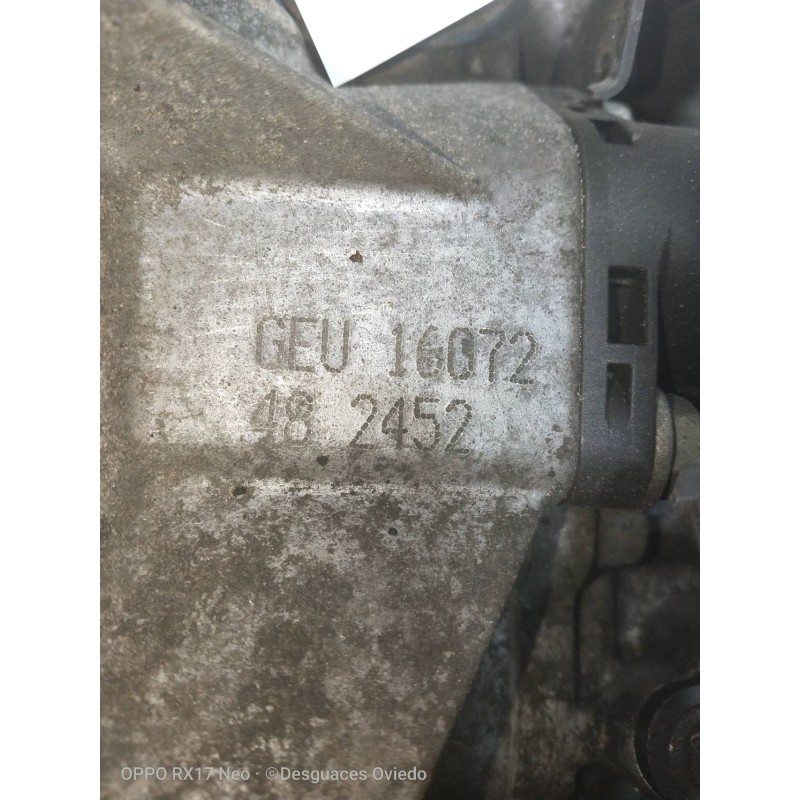 GEU 16072
48 2452
OPPO RX17 Neo · ©Desguaces Oviedo